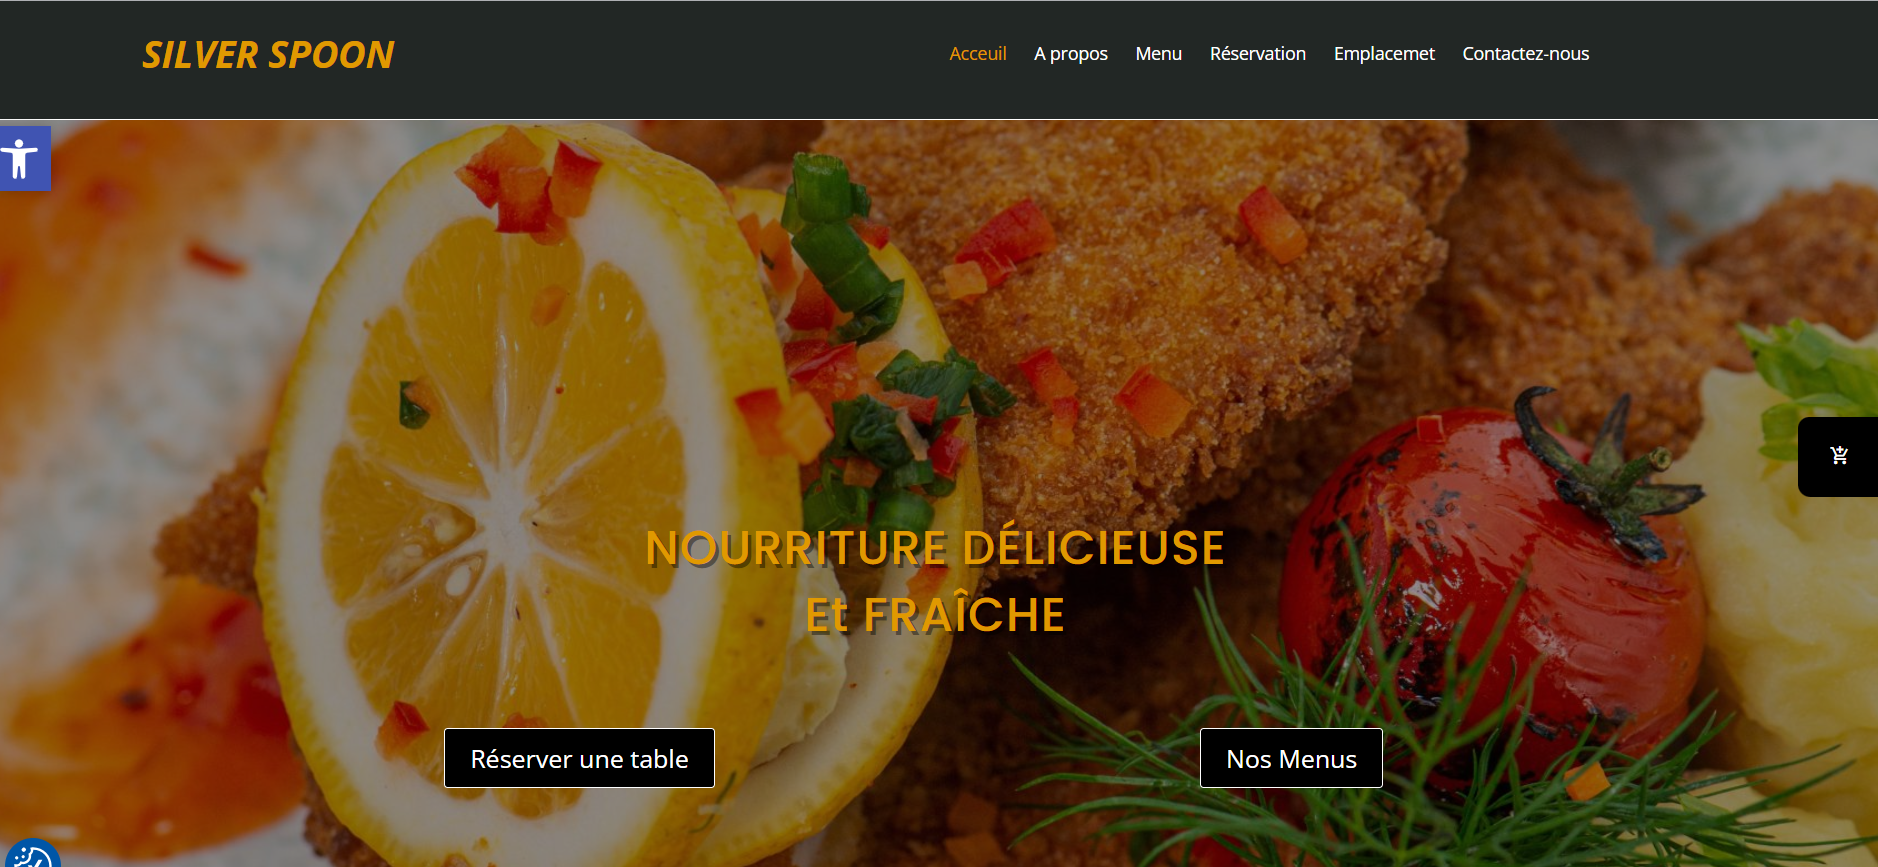 SILVER SPOON
Acceuil A propos Menu Réservation Emplacemet Contactez-nous
NOURRITURE DÉLICIEUSE
Et FRAÎCHE
Réserver une table
Nos Menus